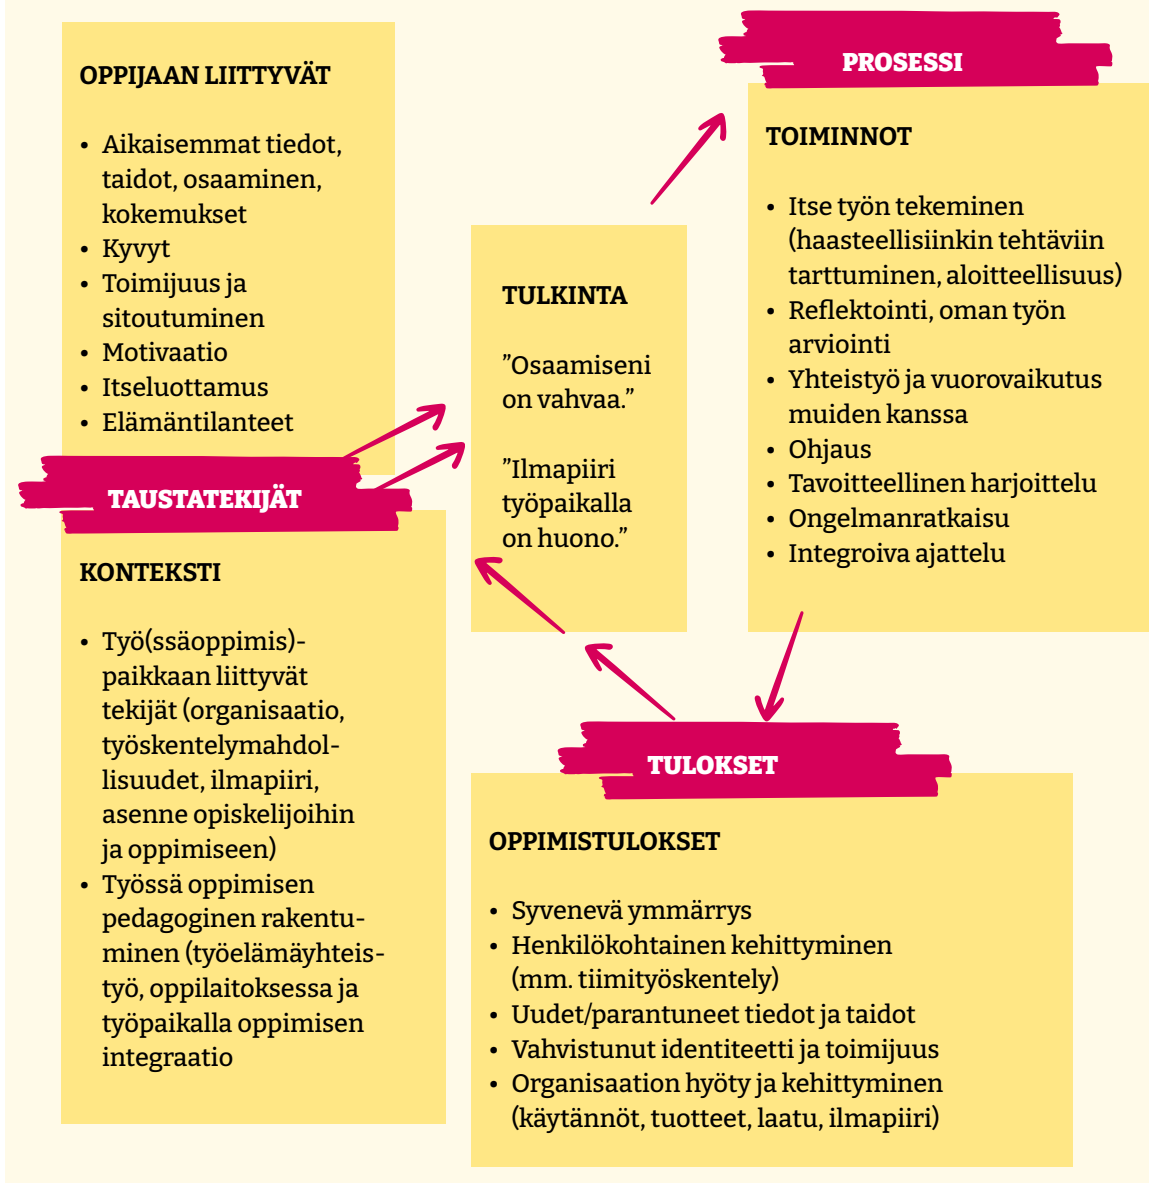 OPPIJAAN LIITTYVÄT
• Aikaisemmat tiedot,
taidot, osaaminen,
kokemukset
• Kyvyt
• Toimijuus ja
sitoutuminen
• Motivaatio
• Itseluottamus
• Elämäntilanteet
TAUSTATEKIJÄT
KONTEKSTI
• Työ(ssäoppimis)-
paikkaan liittyvät
tekijät (organisaatio,
työskentelymahdol-
lisuudet, ilmapiiri,
asenne opiskelijoihin
ja oppimiseen)
• Työssä oppimisen
pedagoginen rakentu-
minen (työelämäyhteis-
työ, oppilaitoksessa ja
työpaikalla oppimisen
integraatio
TULKINTA
”Osaamiseni
on vahvaa.”
”Ilmapiiri
työpaikalla
on huono.”
PROSESSI
TOIMINNOT
• Itse työn tekeminen
(haasteellisiinkin tehtäviin
tarttuminen, aloitteellisuus)
• Reflektointi, oman työn
arviointi
• Yhteistyö ja vuorovaikutus
muiden kanssa
• Ohjaus
• Tavoitteellinen harjoittelu
• Ongelmanratkaisu
• Integroiva ajattelu
TULOKSET
OPPIMISTULOKSET
• Syvenevä ymmärrys
• Henkilökohtainen kehittyminen
(mm. tiimityöskentely)
• Uudet/parantuneet tiedot ja taidot
• Vahvistunut identiteetti ja toimijuus
• Organisaation hyöty ja kehittyminen
(käytännöt, tuotteet, laatu, ilmapiiri)